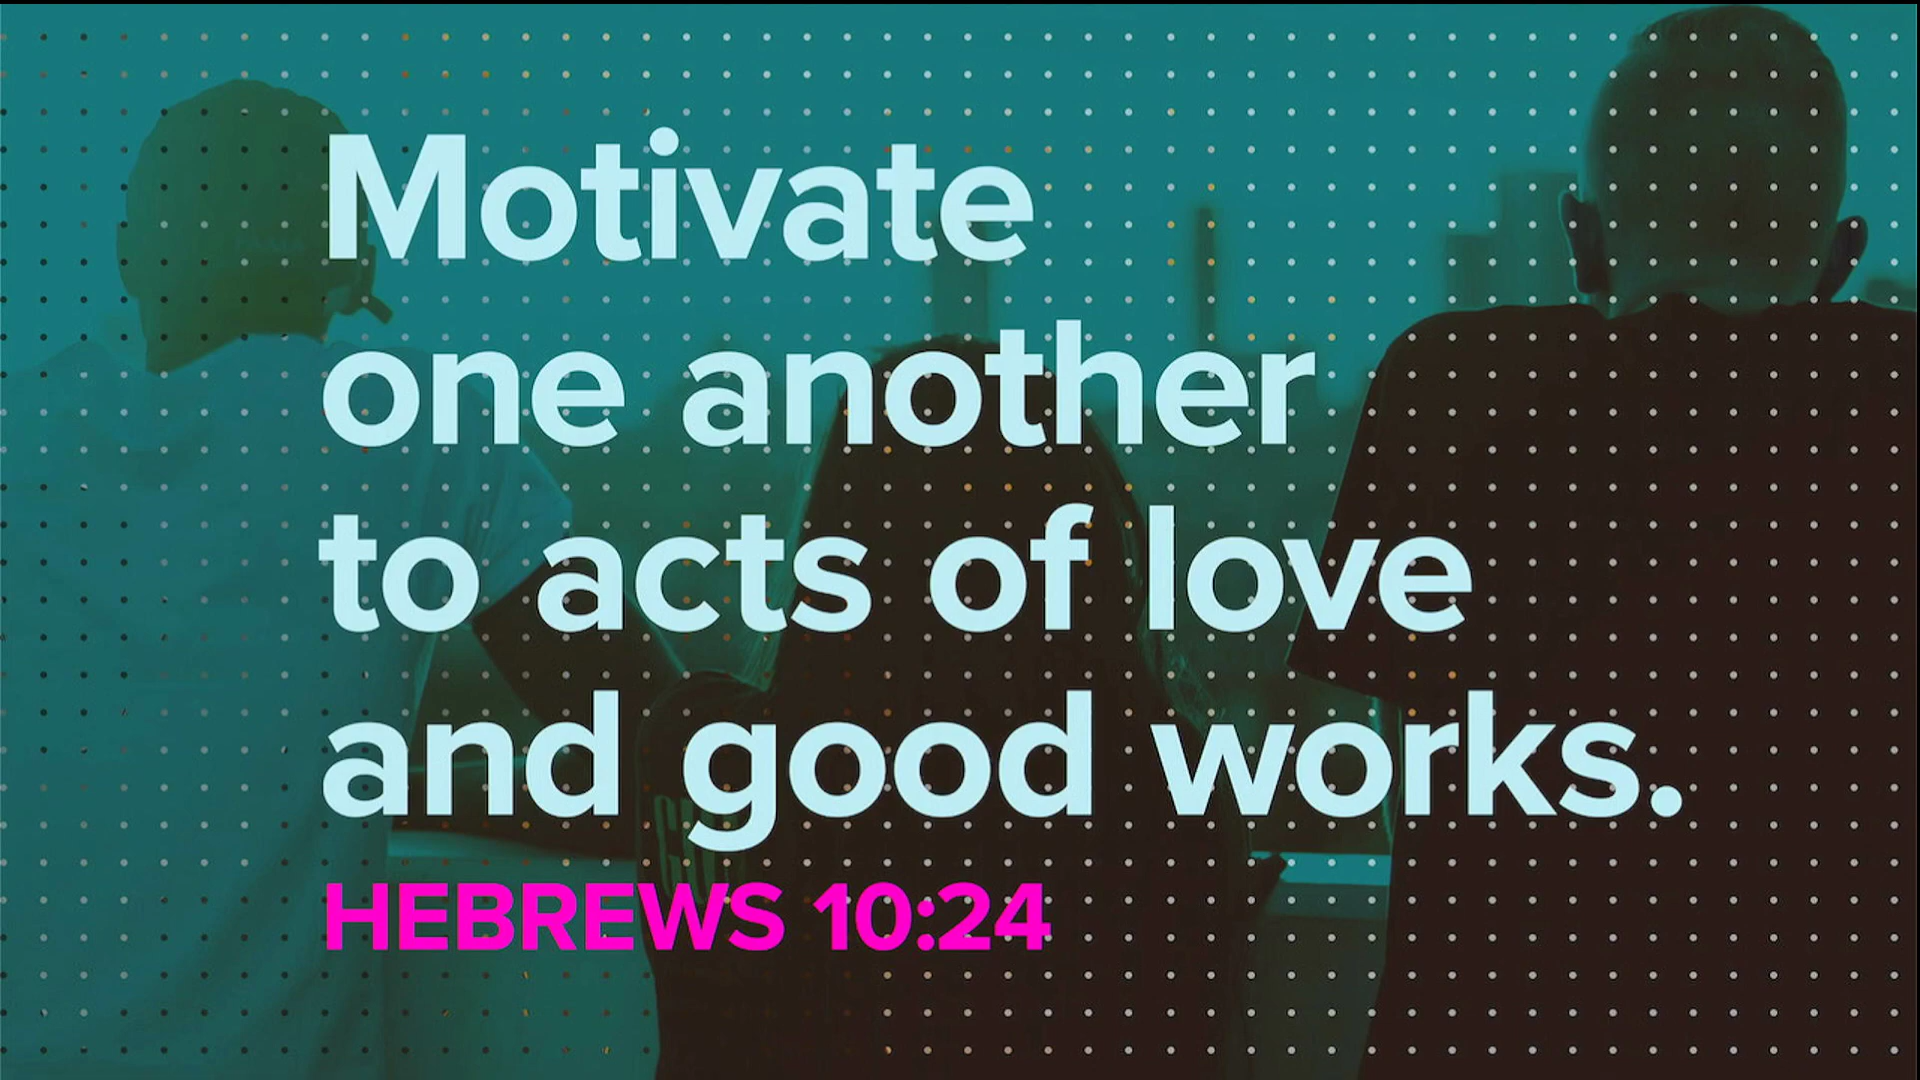 Motivate
one another
to acts of love
and good works.
HEBREWS 10:24